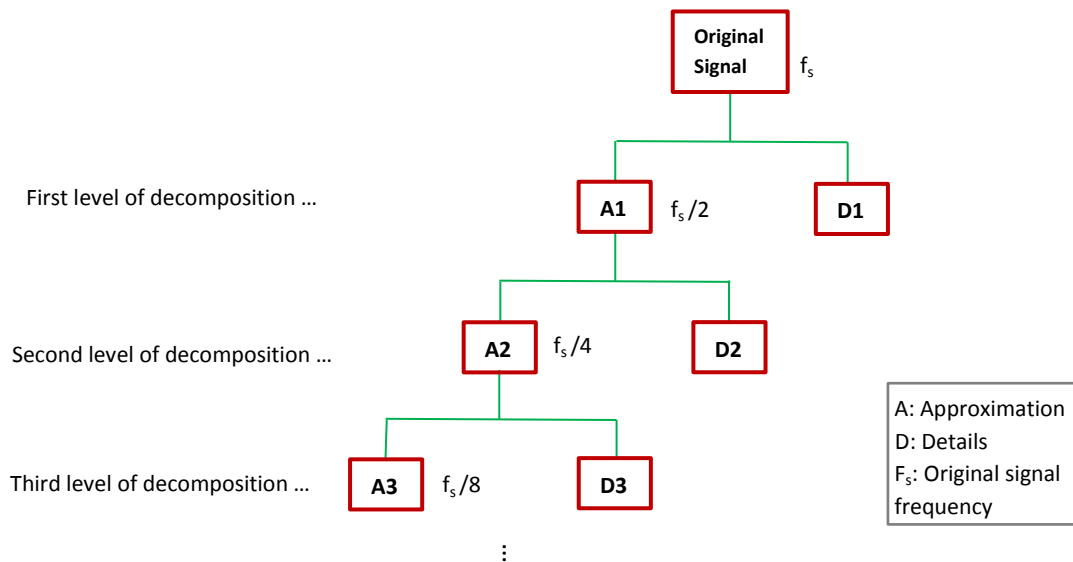 Original
Signal
fₛ
First level of decomposition ...
A1
fₛ/2
D1
Second level of decomposition ...
A2
fₛ/4
D2
Third level of decomposition ...
A3
fₛ/8
D3
⋮
A: Approximation
D: Details
Fₛ: Original signal
frequency